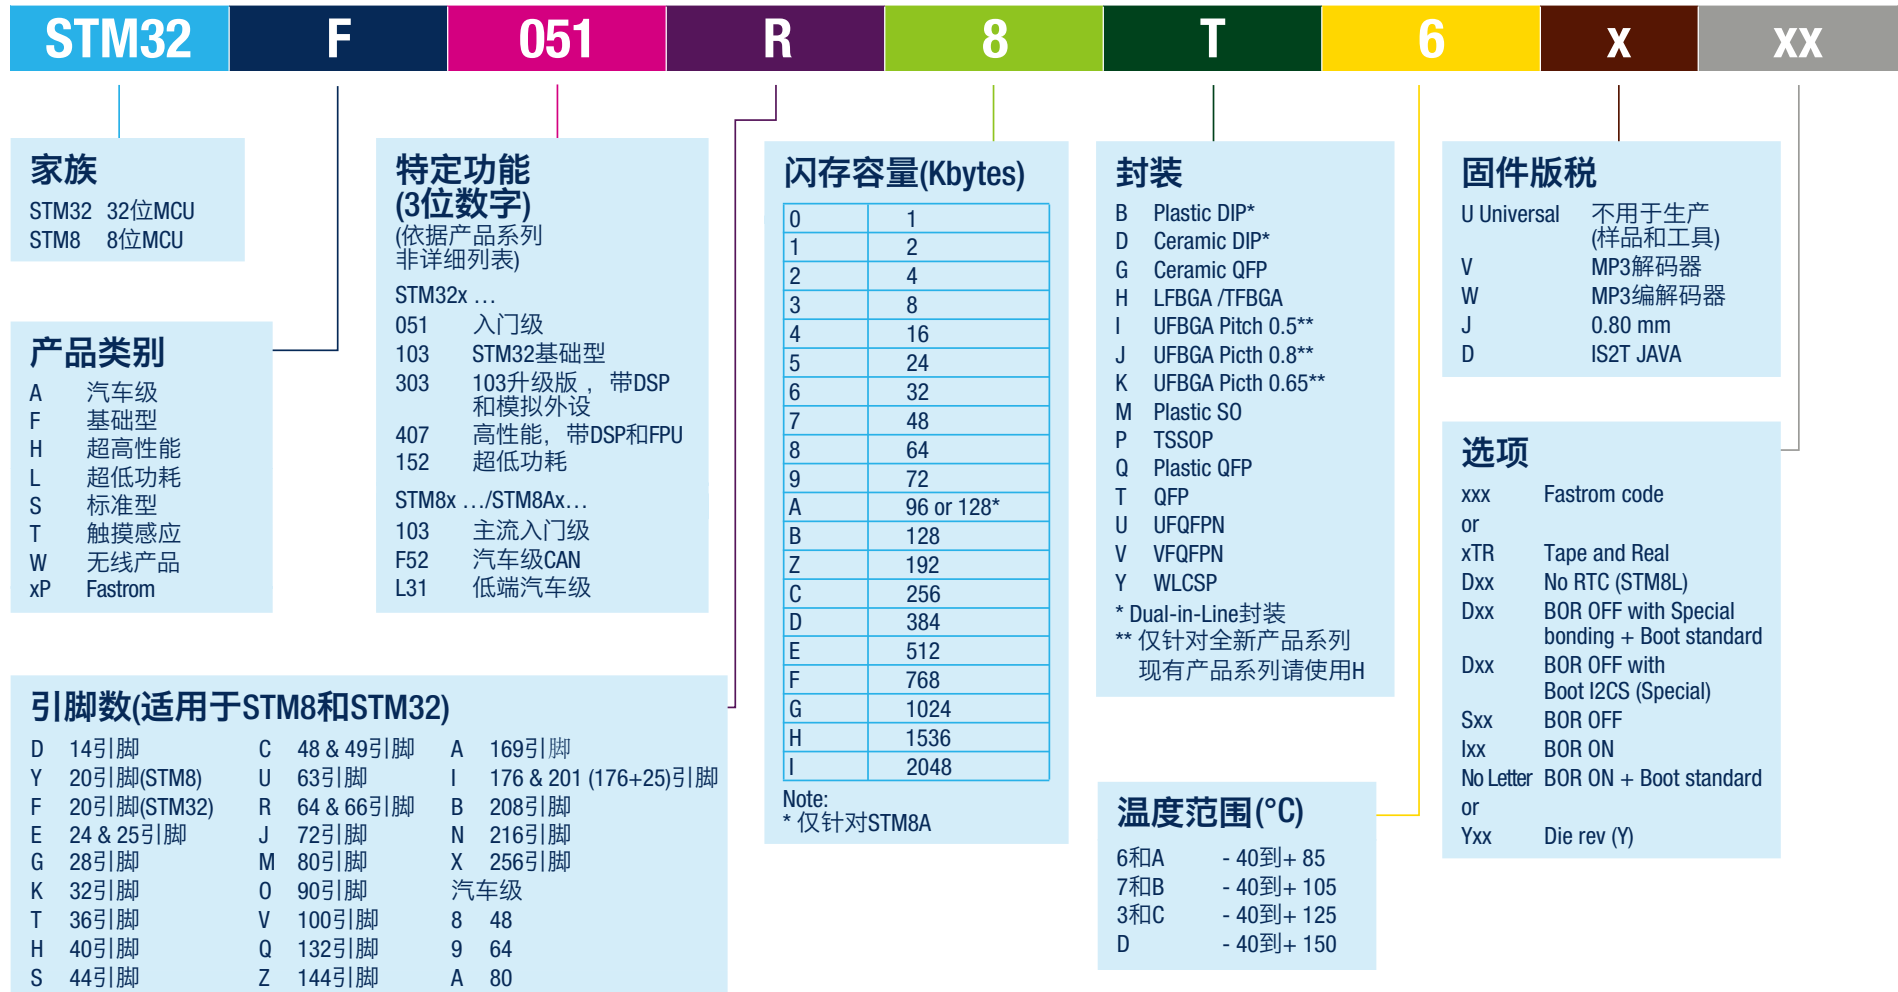 STM32 F 051 R 8 T 6 x xx
家族
STM32 32位MCU
STM8 8位MCU
产品类别
A 汽车级
F 基础型
H 超高性能
L 超低功耗
S 标准型
T 触摸感应
W 无线产品
xP Fastrom
特定功能
(3位数字)
(依据产品系列
非详细列表)
STM32x …
051 入门级
103 STM32基础型
303 103升级版，带DSP
和模拟外设
407 高性能，带DSP和FPU
152 超低功耗
STM8x …/STM8Ax…
103 主流入门级
F52 汽车级CAN
L31 低端汽车级
引脚数(适用于STM8和STM32)
D 14引脚 C 48 & 49引脚 A 169引脚
Y 20引脚(STM8) U 63引脚 I 176 & 201 (176+25)引脚
F 20引脚(STM32) R 64 & 66引脚 B 208引脚
E 24 & 25引脚 J 72引脚 N 216引脚
G 28引脚 M 80引脚 X 256引脚
K 32引脚 O 90引脚 汽车级
T 36引脚 V 100引脚 8 48
H 40引脚 Q 132引脚 9 64
S 44引脚 Z 144引脚 A 80
闪存容量(Kbytes)
0 1
1 2
2 4
3 8
4 16
5 24
6 32
7 48
8 64
9 72
A 96 or 128*
B 128
Z 192
C 256
D 384
E 512
F 768
G 1024
H 1536
I 2048
Note:
* 仅针对STM8A
封装
B Plastic DIP*
D Ceramic DIP*
G Ceramic QFP
H LFBGA /TFBGA
I UFBGA Pitch 0.5**
J UFBGA Picth 0.8**
K UFBGA Picth 0.65**
M Plastic SO
P TSSOP
Q Plastic QFP
T QFP
U UFQFPN
V VFQFPN
Y WLCSP
* Dual-in-Line封装
** 仅针对全新产品系列
现有产品系列请使用H
温度范围(°C)
6和A - 40到+ 85
7和B - 40到+ 105
3和C - 40到+ 125
D - 40到+ 150
固件版税
U Universal 不用于生产
(样品和工具)
V MP3解码器
W MP3编解码器
J 0.80 mm
D IS2T JAVA
选项
xxx Fastrom code
or
xTR Tape and Real
Dxx No RTC (STM8L)
Dxx BOR OFF with Special
bonding + Boot standard
Dxx BOR OFF with
Boot I2CS (Special)
Sxx BOR OFF
Ixx BOR ON
No Letter BOR ON + Boot standard
or
Yxx Die rev (Y)